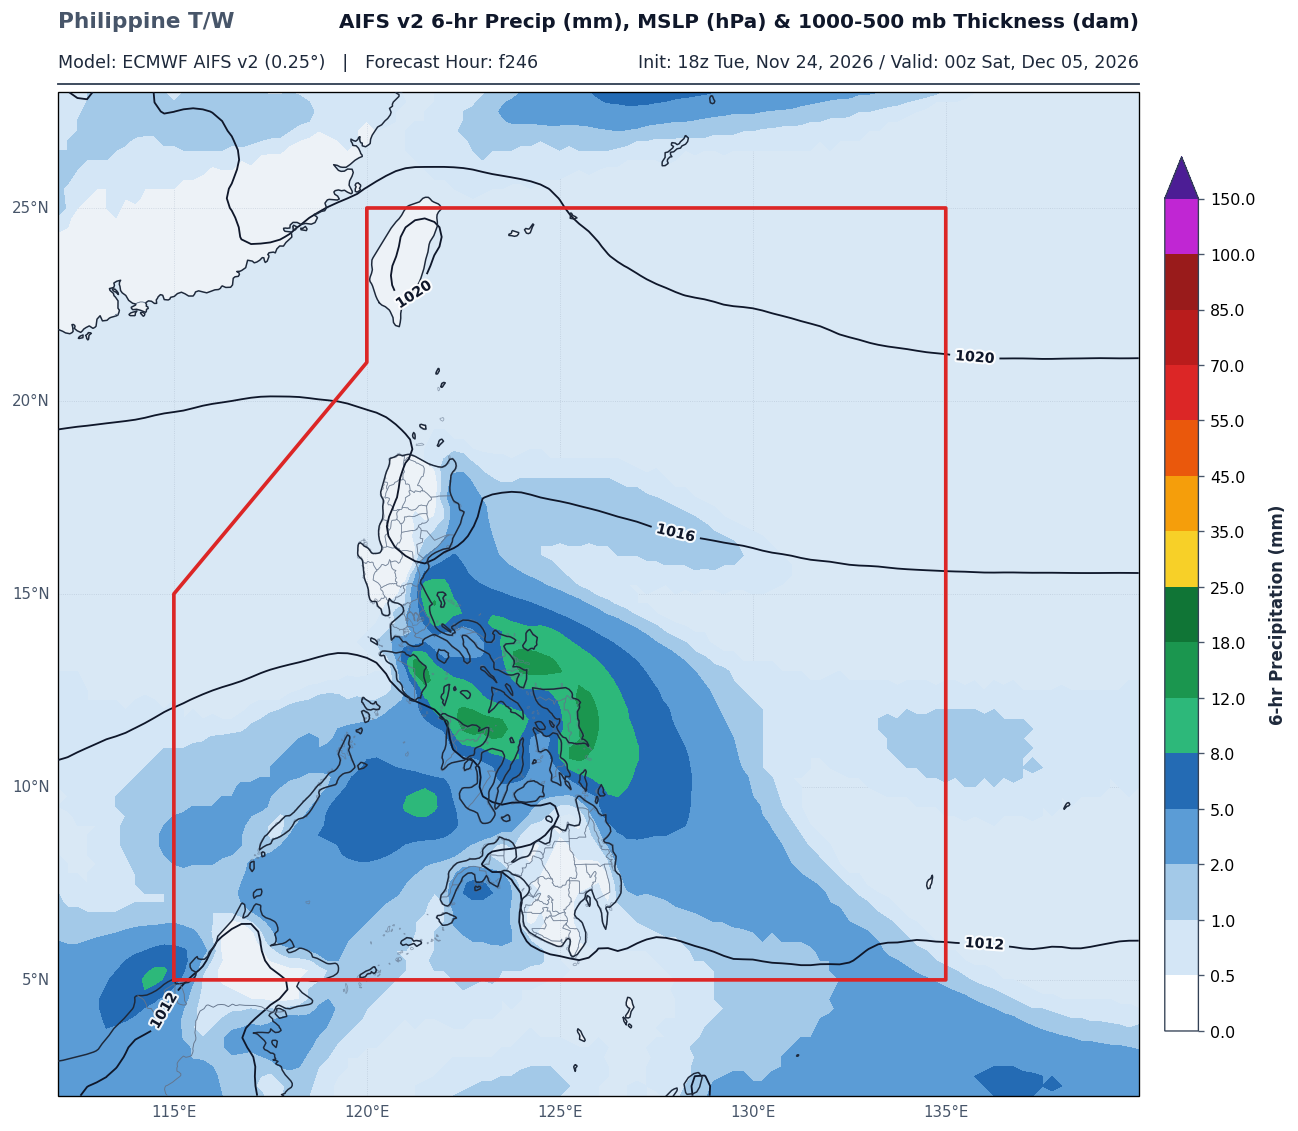 Philippine T/W
AIFS v2 6-hr Precip (mm), MSLP (hPa) & 1000-500 mb Thickness (dam)
Model: ECMWF AIFS v2 (0.25°)   |   Forecast Hour: f246
Init: 18z Tue, Nov 24, 2026 / Valid: 00z Sat, Dec 05, 2026
25°N
20°N
15°N
10°N
5°N
115°E
120°E
125°E
130°E
135°E
1020
1020
1016
1012
1012
150.0
100.0
85.0
70.0
55.0
45.0
35.0
25.0
18.0
12.0
8.0
5.0
2.0
1.0
0.5
0.0
6-hr Precipitation (mm)